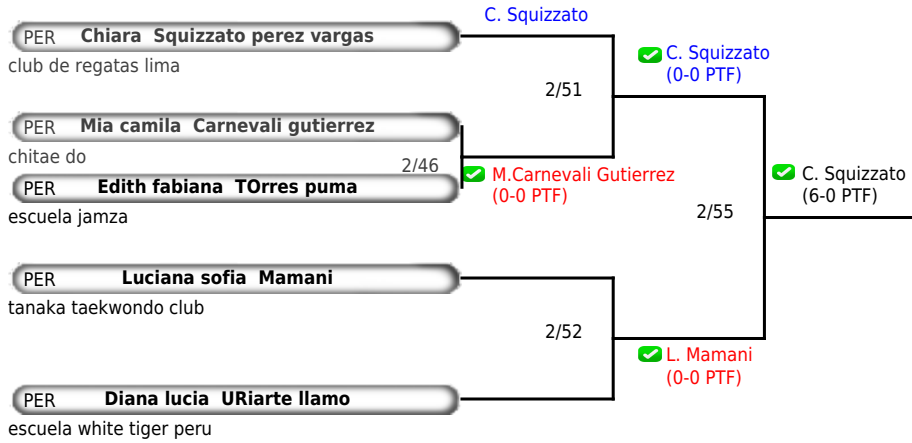 C. Squizzato
PER Chiara Squizzato perez vargas
club de regatas lima
C. Squizzato
(0-0 PTF)
2/51
PER Mia camila Carnevali gutierrez
chitae do
2/46
M.Carnevali Gutierrez
(0-0 PTF)
PER Edith fabiana TOrres puma
escuela jamza
C. Squizzato
(6-0 PTF)
2/55
PER Luciana sofia Mamani
tanaka taekwondo club
2/52
L. Mamani
(0-0 PTF)
PER Diana lucia URiarte llamo
escuela white tiger peru